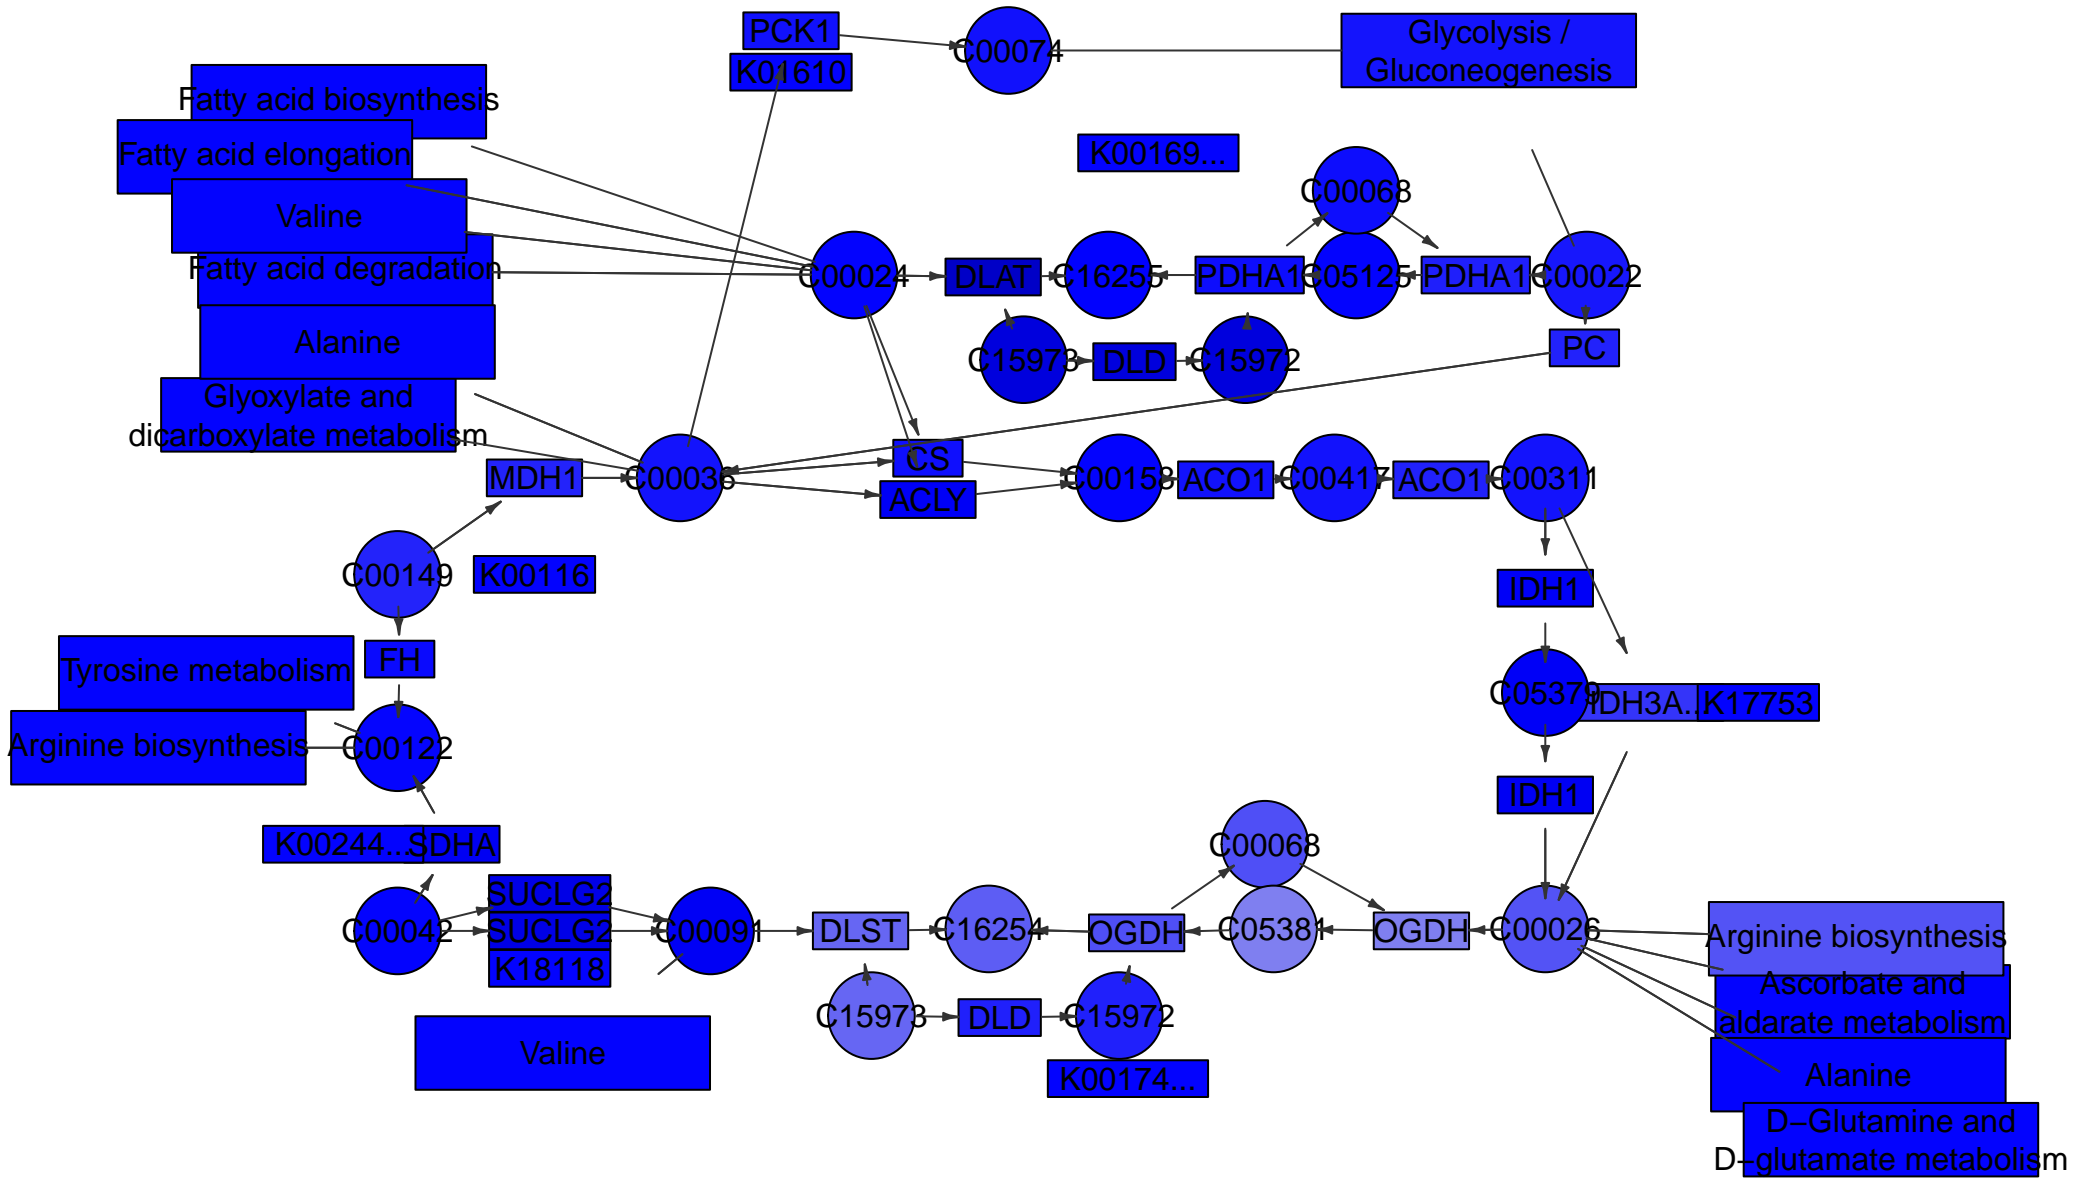 PCK1
C00074
Glycolysis /
Gluconeogenesis
K01610
Fatty acid biosynthesis
Fatty acid elongation
K00169...
C00068
Valine
Fatty acid degradation
C00024
DLAT
C16255
PDHA1
C05125
PDHA1
C00022
Alanine
C15973
DLD
C15972
PC
Glyoxylate and
dicarboxylate metabolism
MDH1
C00036
CS
ACLY
C00158
ACO1
C00417
ACO1
C00311
C00149
K00116
IDH1
FH
Tyrosine metabolism
C05379
IDH3A...
K17753
Arginine biosynthesis
C00122
IDH1
K00244...
SDHA
C00068
SUCLG2
C00042
SUCLG2
C00091
DLST
C16254
OGDH
C05381
OGDH
C00026
Arginine biosynthesis
K18118
Ascorbate and
aldarate metabolism
C15973
DLD
C15972
Valine
K00174...
Alanine
D−Glutamine and
D−glutamate metabolism